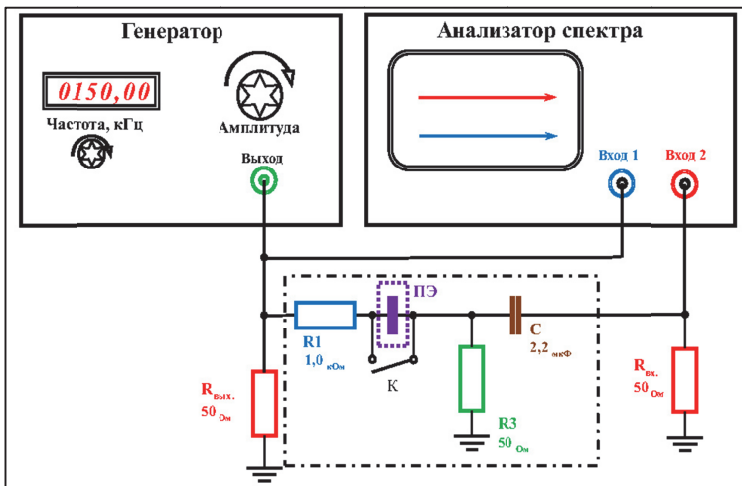 Генератор
0150,00
Частота, кГц
Амплитуда
Выход
Анализатор спектра
Вход 1
Вход 2
ПЭ
R1
1,0 кОм
К
C
2,2 мкФ
Rвых.
50 Ом
R3
50 Ом
Rвх.
50 Ом